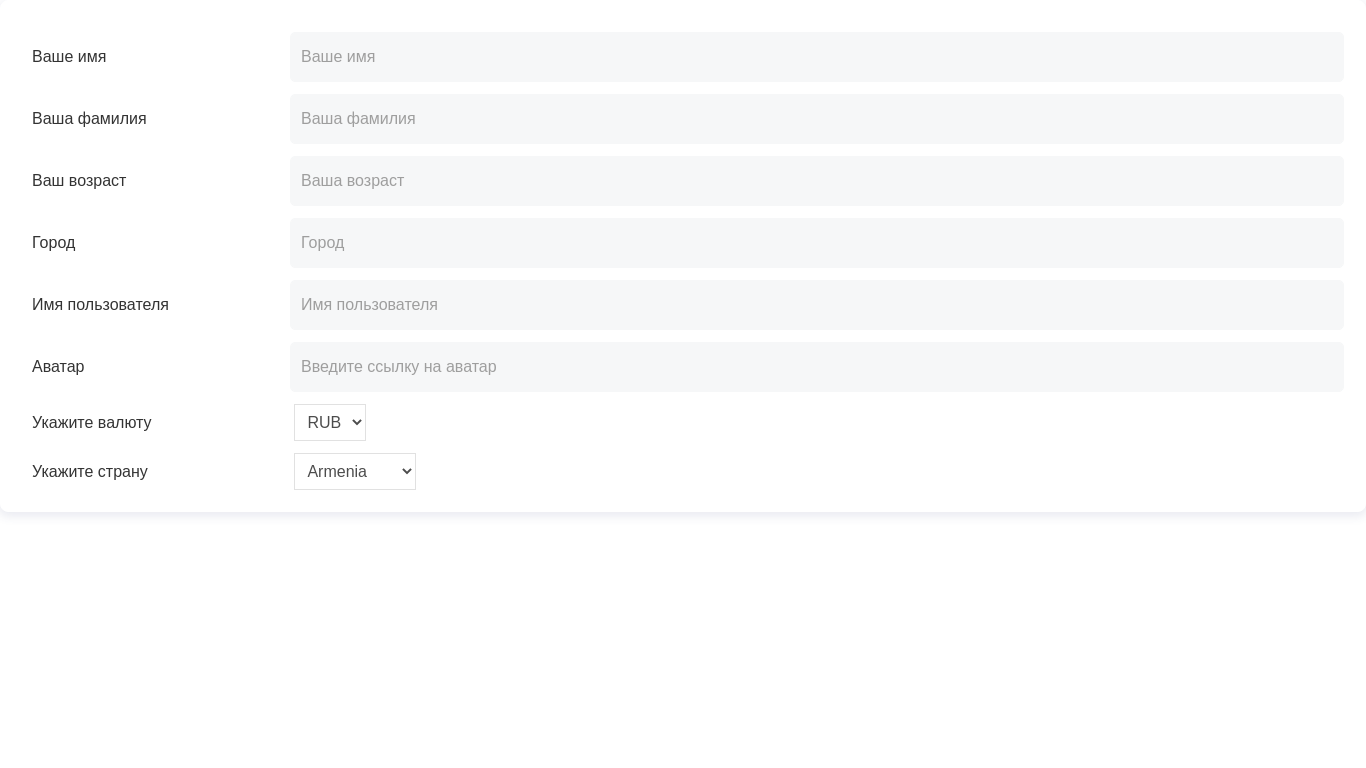 Ваше имя
Ваше имя
Ваша фамилия
Ваша фамилия
Ваш возраст
Ваша возраст
Город
Город
Имя пользователя
Имя пользователя
Аватар
Введите ссылку на аватар
Укажите валюту
RUB
Укажите страну
Armenia